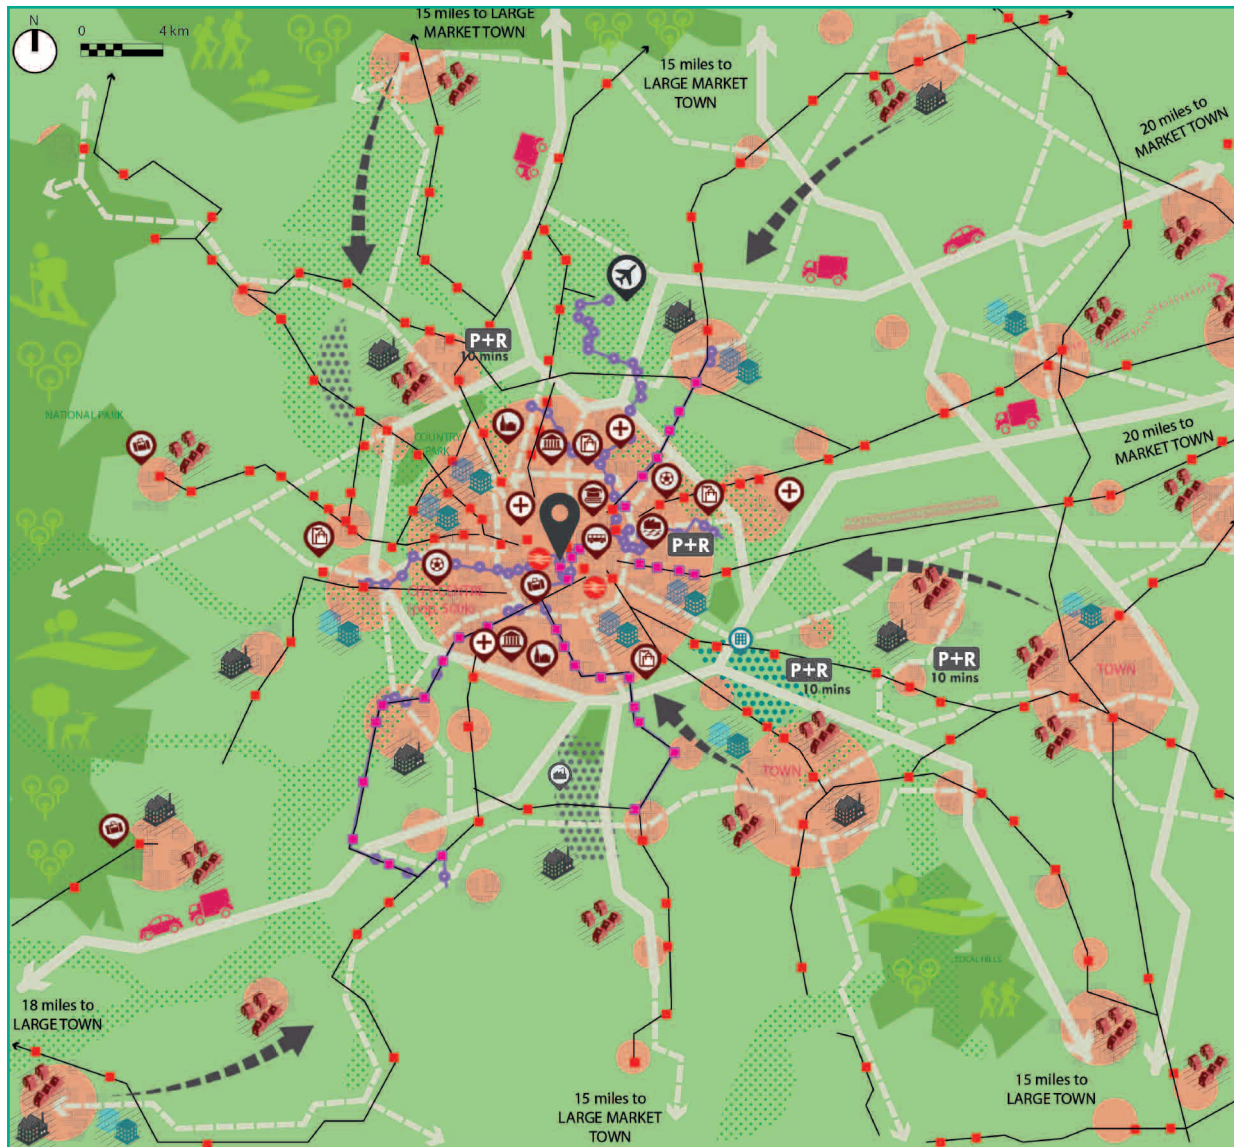 N
0 4 km
15 miles to LARGE
MARKET TOWN
15 miles to
LARGE MARKET
TOWN
20 miles to
MARKET TOWN
P+R
10 mins
NATIONAL PARK
COUNTRY
PARK
20 miles to
MARKET TOWN
P+R
P+R
10 mins
P+R
10 mins
TOWN
TOWN
LOCAL HILLS
18 miles to
LARGE TOWN
15 miles to
LARGE MARKET
TOWN
15 miles to
LARGE TOWN